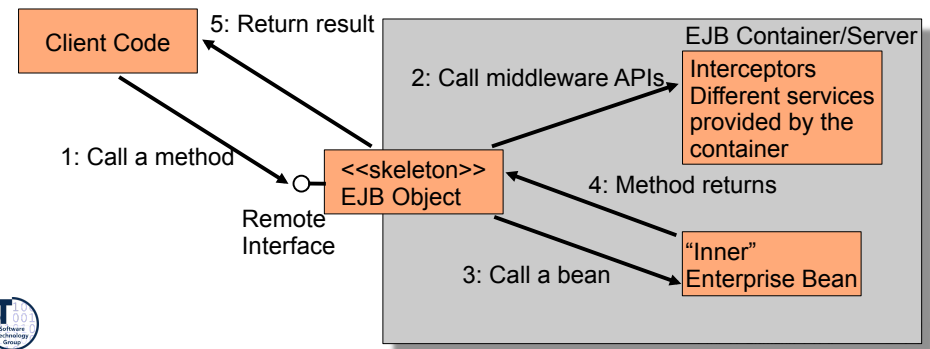 5: Return result
Client Code
EJB Container/Server
2: Call middleware APIs
Interceptors
Different services
provided by the
container
1: Call a method
<<skeleton>>
EJB Object
4: Method returns
Remote
Interface
“Inner”
Enterprise Bean
3: Call a bean
Software
Technology
Group